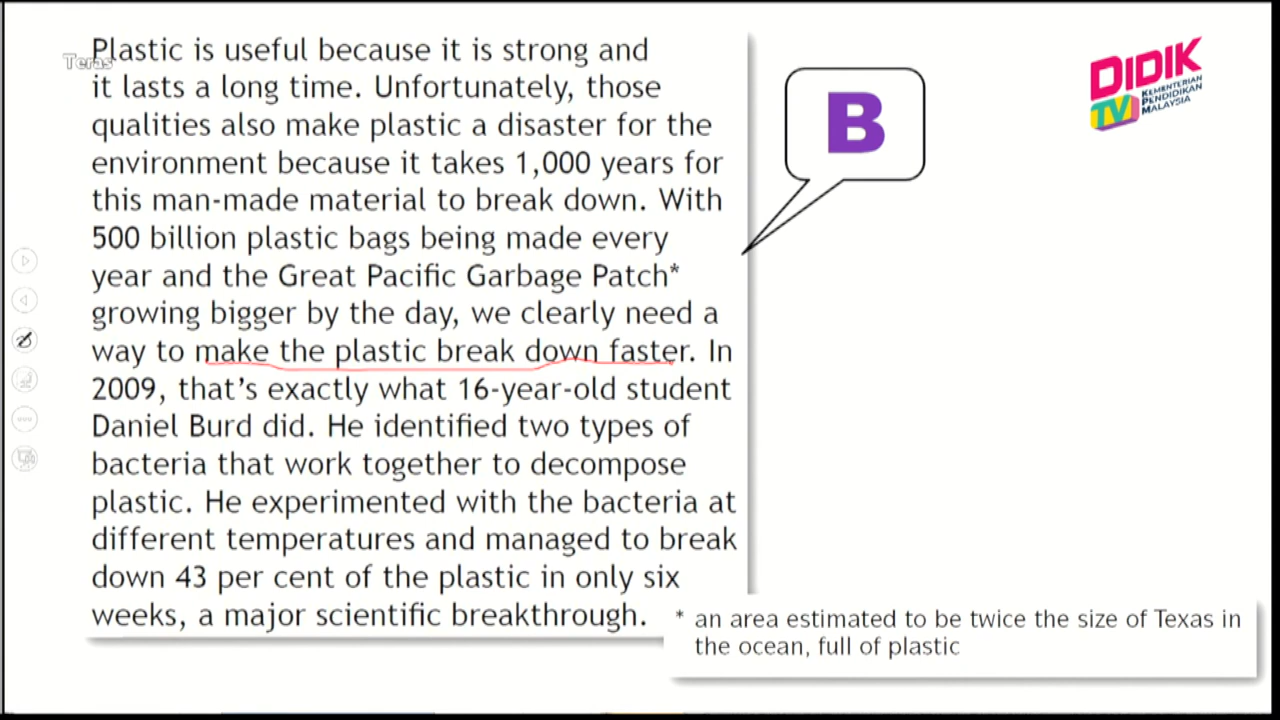 Plastic is useful because it is strong and
Teras
it lasts a long time. Unfortunately, those
qualities also make plastic a disaster for the
environment because it takes 1,000 years for
this man-made material to break down. With
500 billion plastic bags being made every
year and the Great Pacific Garbage Patch*
growing bigger by the day, we clearly need a
way to make the plastic break down faster. In
2009, that's exactly what 16-year-old student
Daniel Burd did. He identified two types of
bacteria that work together to decompose
plastic. He experimented with the bacteria at
different temperatures and managed to break
down 43 per cent of the plastic in only six
weeks, a major scientific breakthrough.
B
DIDIK
TV
KEMENTERIAN
PENDIDIKAN
MALAYSIA
* an area estimated to be twice the size of Texas in
the ocean, full of plastic